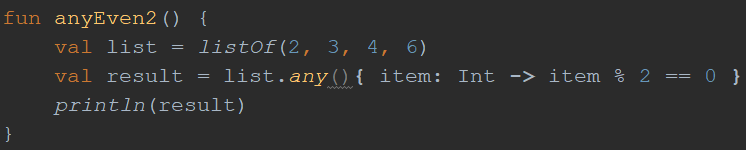 fun anyEven2() {
    val list = listOf(2, 3, 4, 6)
    val result = list.any(){ item: Int -> item % 2 == 0 }
    println(result)
}